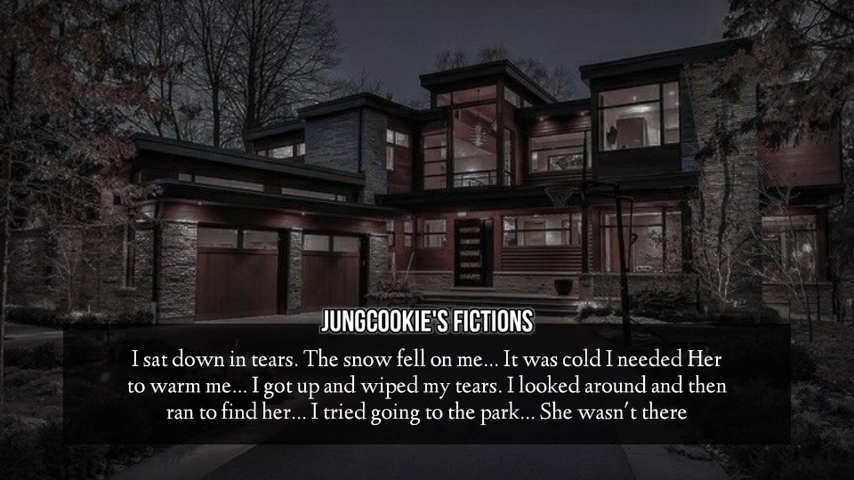 JUNGCOOKIE'S FICTIONS
I sat down in tears. The snow fell on me... It was cold I needed Her
to warm me... I got up and wiped my tears. I looked around and then
ran to find her... I tried going to the park... She wasn't there